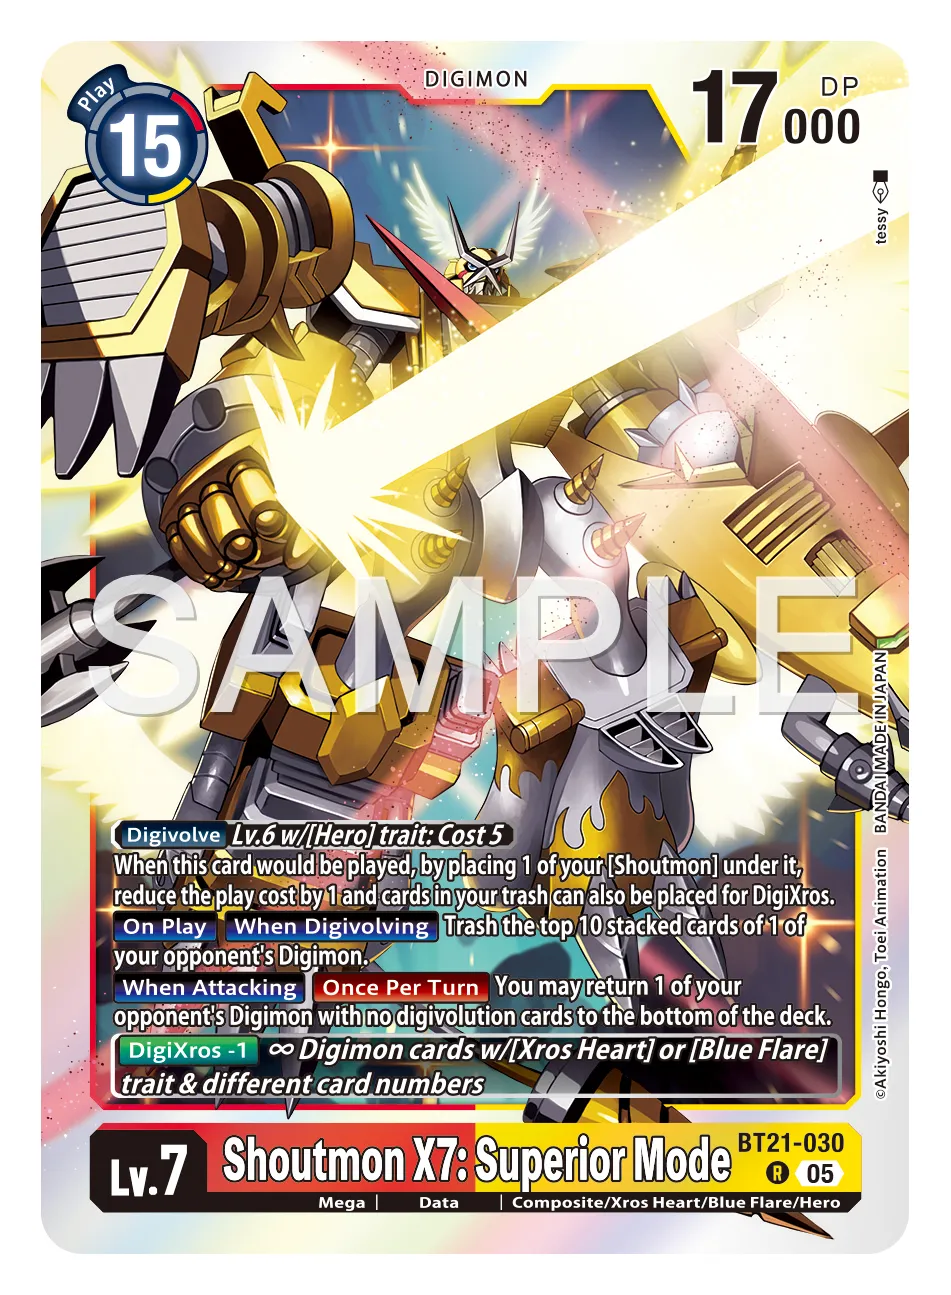 DIGIMON
Play
15
17000 DP
tessy
SAMPLE
BANDAI MADE IN JAPAN
©Akiyoshi Hongo, Toei Animation
Digivolve Lv.6 w/[Hero] trait: Cost 5
When this card would be played, by placing 1 of your [Shoutmon] under it,
reduce the play cost by 1 and cards in your trash can also be placed for DigiXros.
On Play When Digivolving Trash the top 10 stacked cards of 1 of
your opponent's Digimon.
When Attacking Once Per Turn You may return 1 of your
opponent's Digimon with no digivolution cards to the bottom of the deck.
DigiXros -1 ∞ Digimon cards w/[Xros Heart] or [Blue Flare]
trait & different card numbers
Lv.7
Shoutmon X7: Superior Mode
BT21-030
R 05
Mega | Data | Composite/Xros Heart/Blue Flare/Hero